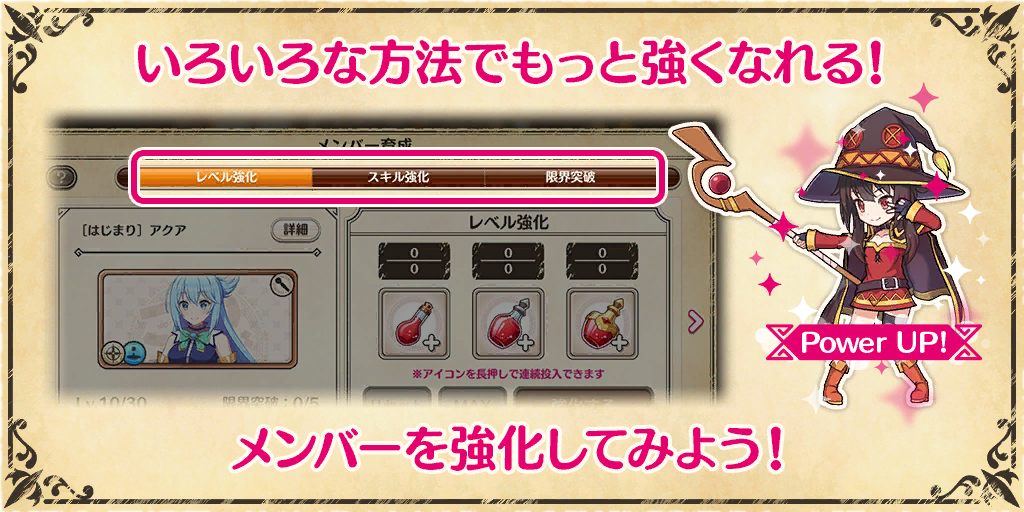 いろいろな方法でもっと強くなれる!
メンバー育成
?
レベル強化 スキル強化 限界突破
[はじまり] アクア 詳細
レベル強化
0 0 0
0 0 0
※アイコンを長押しで連続投入できます
Lv.10/30 限界突破:0/5
MAX
Power UP!
メンバーを強化してみよう!